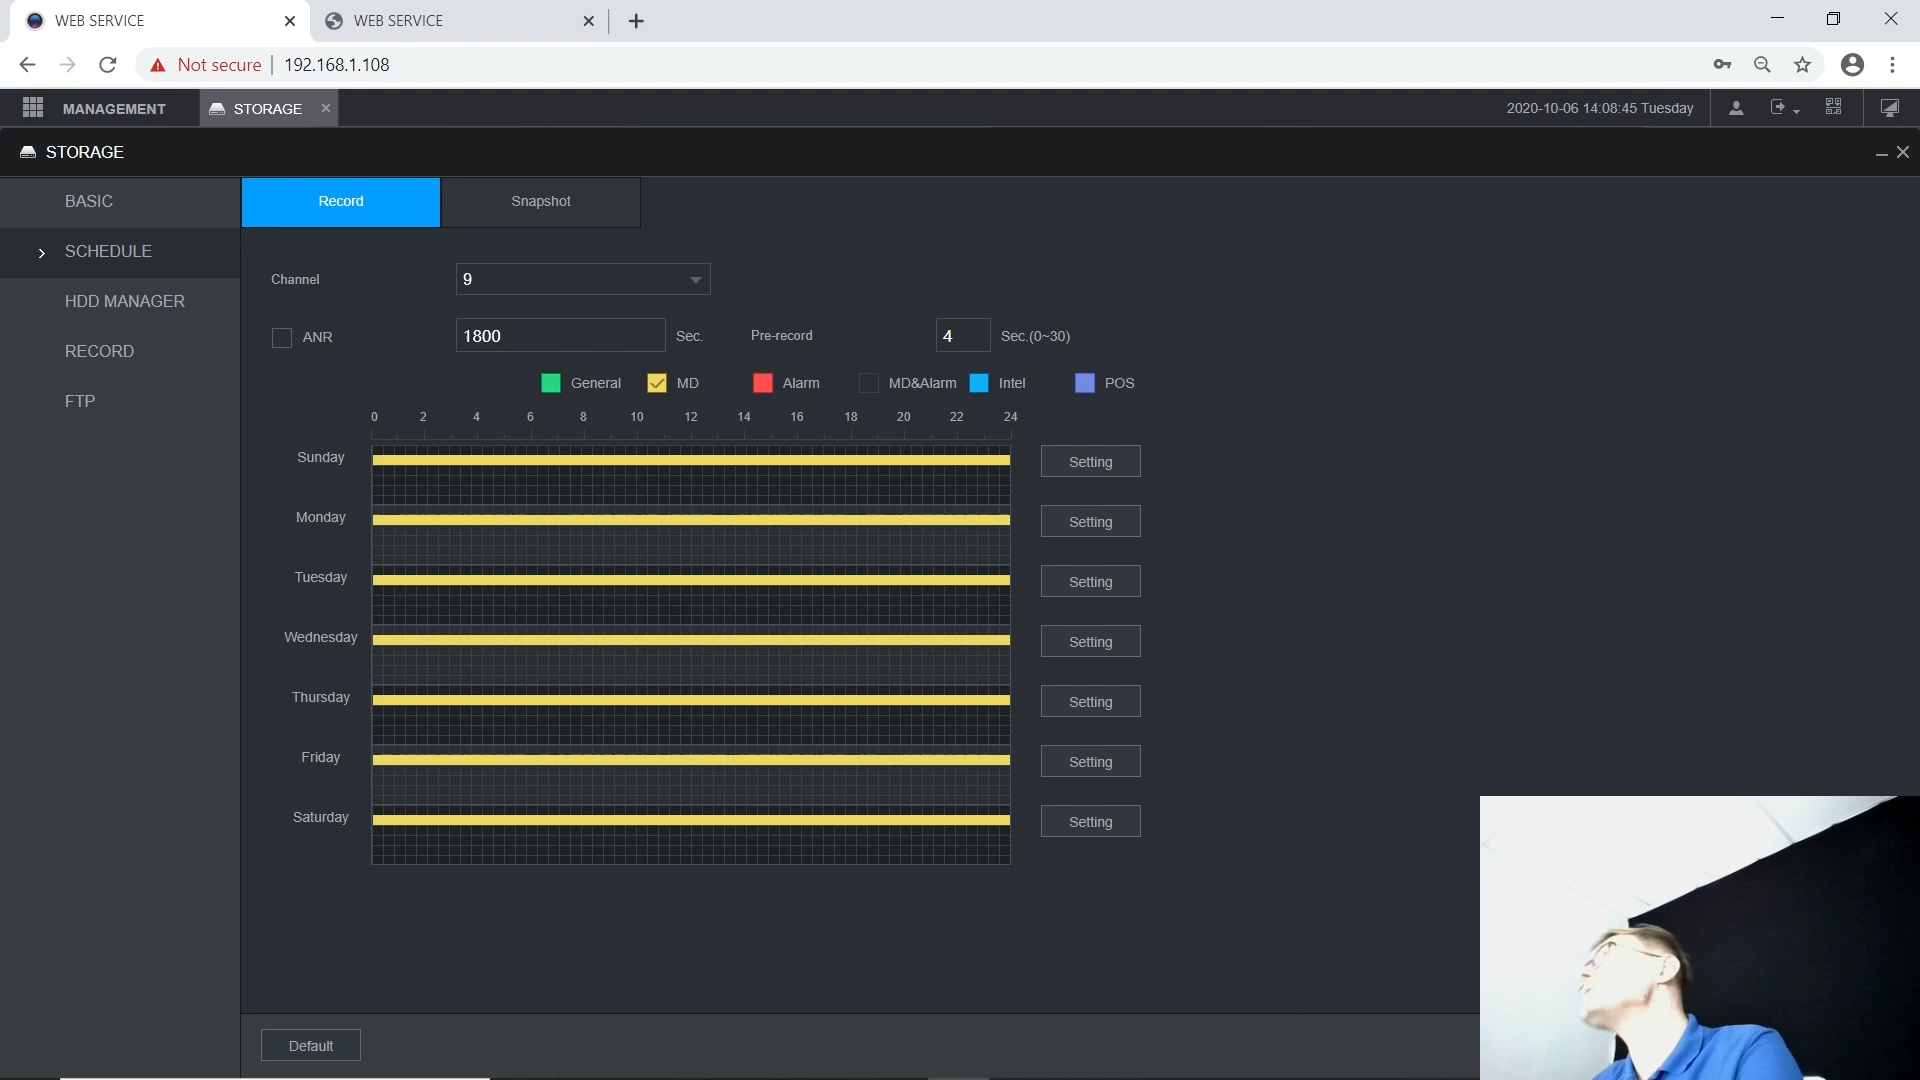 WEB SERVICE
WEB SERVICE
Not secure
192.168.1.108
MANAGEMENT
STORAGE
2020-10-06 14:08:45 Tuesday
STORAGE
BASIC
SCHEDULE
HDD MANAGER
RECORD
FTP
Record
Snapshot
Channel
9
ANR
1800
Sec.
Pre-record
4
Sec.(0~30)
General
MD
Alarm
MD&Alarm
Intel
POS
0 2 4 6 8 10 12 14 16 18 20 22 24
Sunday
Setting
Monday
Setting
Tuesday
Setting
Wednesday
Setting
Thursday
Setting
Friday
Setting
Saturday
Setting
Default